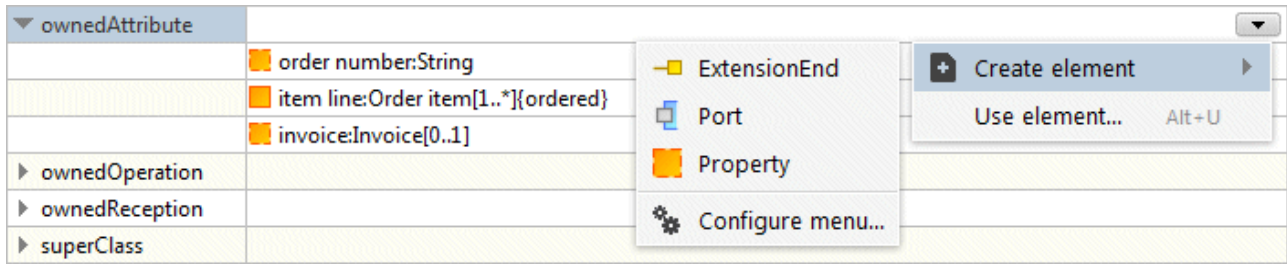 ownedAttribute
order number:String
item line:Order item[1..*]{ordered}
invoice:Invoice[0..1]
ownedOperation
ownedReception
superClass
ExtensionEnd
Port
Property
Configure menu...
Create element
Use element... Alt+U